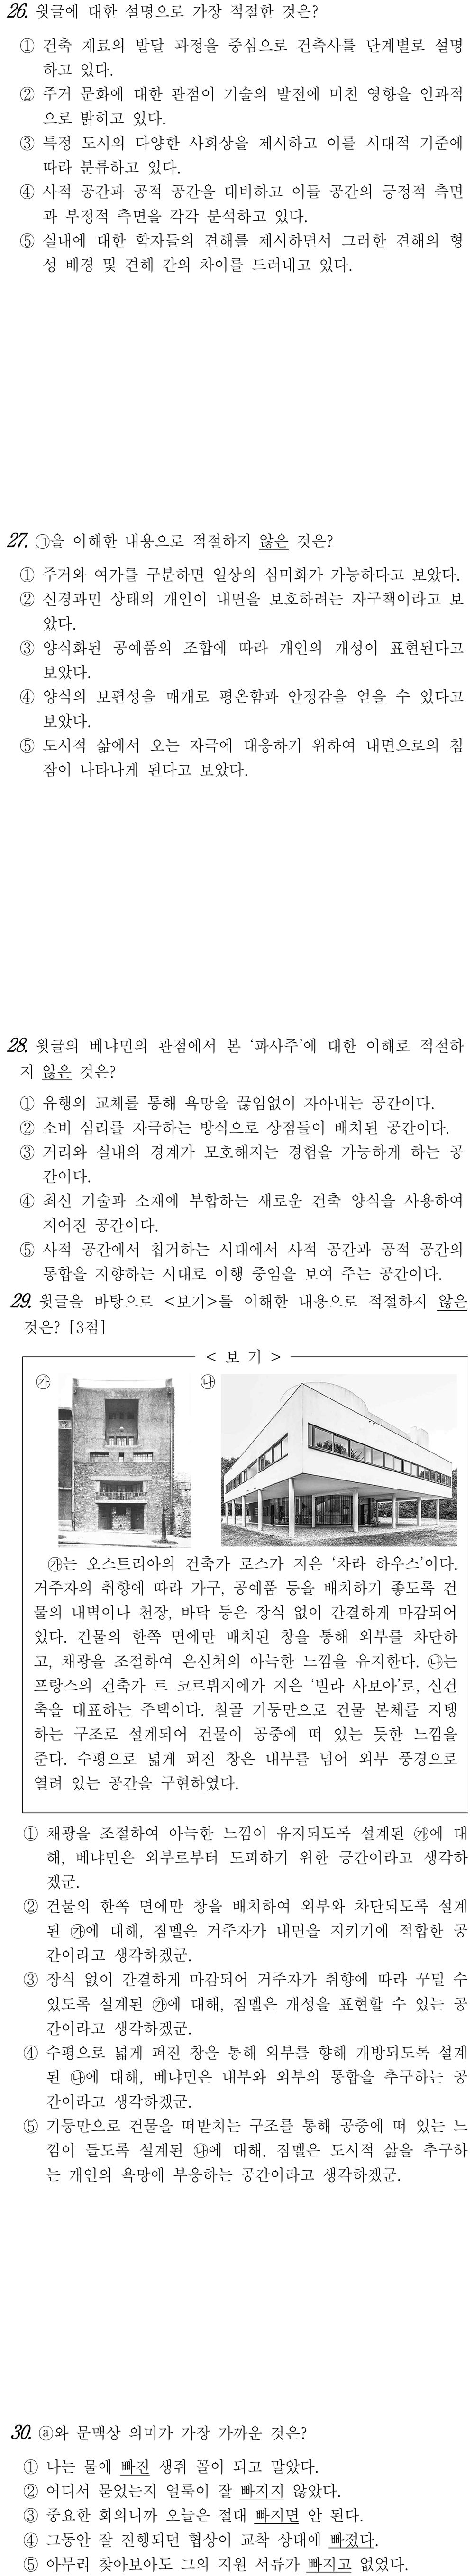 26. 윗글에 대한 설명으로 가장 적절한 것은?
① 건축 재료의 발달 과정을 중심으로 건축사를 단계별로 설명
하고 있다.
② 주거 문화에 대한 관점이 기술의 발전에 미친 영향을 인과적
으로 밝히고 있다.
③ 특정 도시의 다양한 사회상을 제시하고 이를 시대적 기준에
따라 분류하고 있다.
④ 사적 공간과 공적 공간을 대비하고 이들 공간의 긍정적 측면
과 부정적 측면을 각각 분석하고 있다.
⑤ 실내에 대한 학자들의 견해를 제시하면서 그러한 견해의 형
성 배경 및 견해 간의 차이를 드러내고 있다.
27. ㉠을 이해한 내용으로 적절하지 않은 것은?
① 주거와 여가를 구분하면 일상의 심미화가 가능하다고 보았다.
② 신경과민 상태의 개인이 내면을 보호하려는 자구책이라고 보
았다.
③ 양식화된 공예품의 조합에 따라 개인의 개성이 표현된다고
보았다.
④ 양식의 보편성을 매개로 평온함과 안정감을 얻을 수 있다고
보았다.
⑤ 도시적 삶에서 오는 자극에 대응하기 위하여 내면으로의 침
잠이 나타나게 된다고 보았다.
28. 윗글의 베냐민의 관점에서 본 ‘파사주’에 대한 이해로 적절하
지 않은 것은?
① 유행의 교체를 통해 욕망을 끊임없이 자아내는 공간이다.
② 소비 심리를 자극하는 방식으로 상점들이 배치된 공간이다.
③ 거리와 실내의 경계가 모호해지는 경험을 가능하게 하는 공
간이다.
④ 최신 기술과 소재에 부합하는 새로운 건축 양식을 사용하여
지어진 공간이다.
⑤ 사적 공간에서 칩거하는 시대에서 사적 공간과 공적 공간의
통합을 지향하는 시대로 이행 중임을 보여 주는 공간이다.
29. 윗글을 바탕으로 <보기>를 이해한 내용으로 적절하지 않은
것은? [3점]
< 보 기 >
㉮ ㉯
㉮는 오스트리아의 건축가 로스가 지은 ‘차라 하우스’이다.
거주자의 취향에 따라 가구, 공예품 등을 배치하기 좋도록 건
물의 내벽이나 천장, 바닥 등은 장식 없이 간결하게 마감되어
있다. 건물의 한쪽 면에만 배치된 창을 통해 외부를 차단하
고, 채광을 조절하여 은신처의 아늑한 느낌을 유지한다. ㉯는
프랑스의 건축가 르 코르뷔지에가 지은 ‘빌라 사보아’로, 신건
축을 대표하는 주택이다. 철골 기둥만으로 건물 본체를 지탱
하는 구조로 설계되어 건물이 공중에 떠 있는 듯한 느낌을
준다. 수평으로 넓게 퍼진 창은 내부를 넘어 외부 풍경으로
열려 있는 공간을 구현하였다.
① 채광을 조절하여 아늑한 느낌이 유지되도록 설계된 ㉮에 대
해, 베냐민은 외부로부터 도피하기 위한 공간이라고 생각하
겠군.
② 건물의 한쪽 면에만 창을 배치하여 외부와 차단되도록 설계
된 ㉮에 대해, 짐멜은 거주자가 내면을 지키기에 적합한 공
간이라고 생각하겠군.
③ 장식 없이 간결하게 마감되어 거주자가 취향에 따라 꾸밀 수
있도록 설계된 ㉮에 대해, 짐멜은 개성을 표현할 수 있는 공
간이라고 생각하겠군.
④ 수평으로 넓게 퍼진 창을 통해 외부를 향해 개방되도록 설계
된 ㉯에 대해, 베냐민은 내부와 외부의 통합을 추구하는 공
간이라고 생각하겠군.
⑤ 기둥만으로 건물을 떠받치는 구조를 통해 공중에 떠 있는 느
낌이 들도록 설계된 ㉯에 대해, 짐멜은 도시적 삶을 추구하
는 개인의 욕망에 부응하는 공간이라고 생각하겠군.
30. ⓐ와 문맥상 의미가 가장 가까운 것은?
① 나는 물에 빠진 생쥐 꼴이 되고 말았다.
② 어디서 묻었는지 얼룩이 잘 빠지지 않았다.
③ 중요한 회의니까 오늘은 절대 빠지면 안 된다.
④ 그동안 잘 진행되던 협상이 교착 상태에 빠졌다.
⑤ 아무리 찾아보아도 그의 지원 서류가 빠지고 없었다.